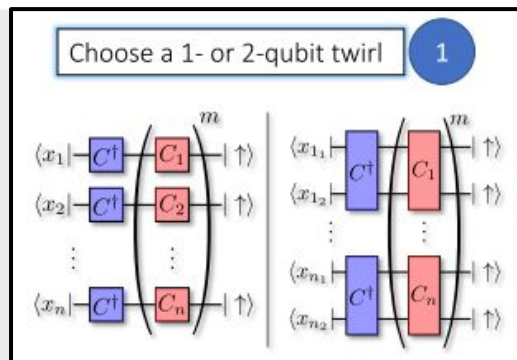 Choose a 1- or 2-qubit twirl
1
m
⟨x₁| C† C₁ | ↑⟩
⟨x₂| C† C₂ | ↑⟩
⋮ ⋮
⟨xₙ| C† Cₙ | ↑⟩
m
⟨x₁₁| | ↑⟩
C† C₁
⟨x₁₂| | ↑⟩
⋮ ⋮ ⋮
⟨xₙ₁| | ↑⟩
C† Cₙ
⟨xₙ₂| | ↑⟩